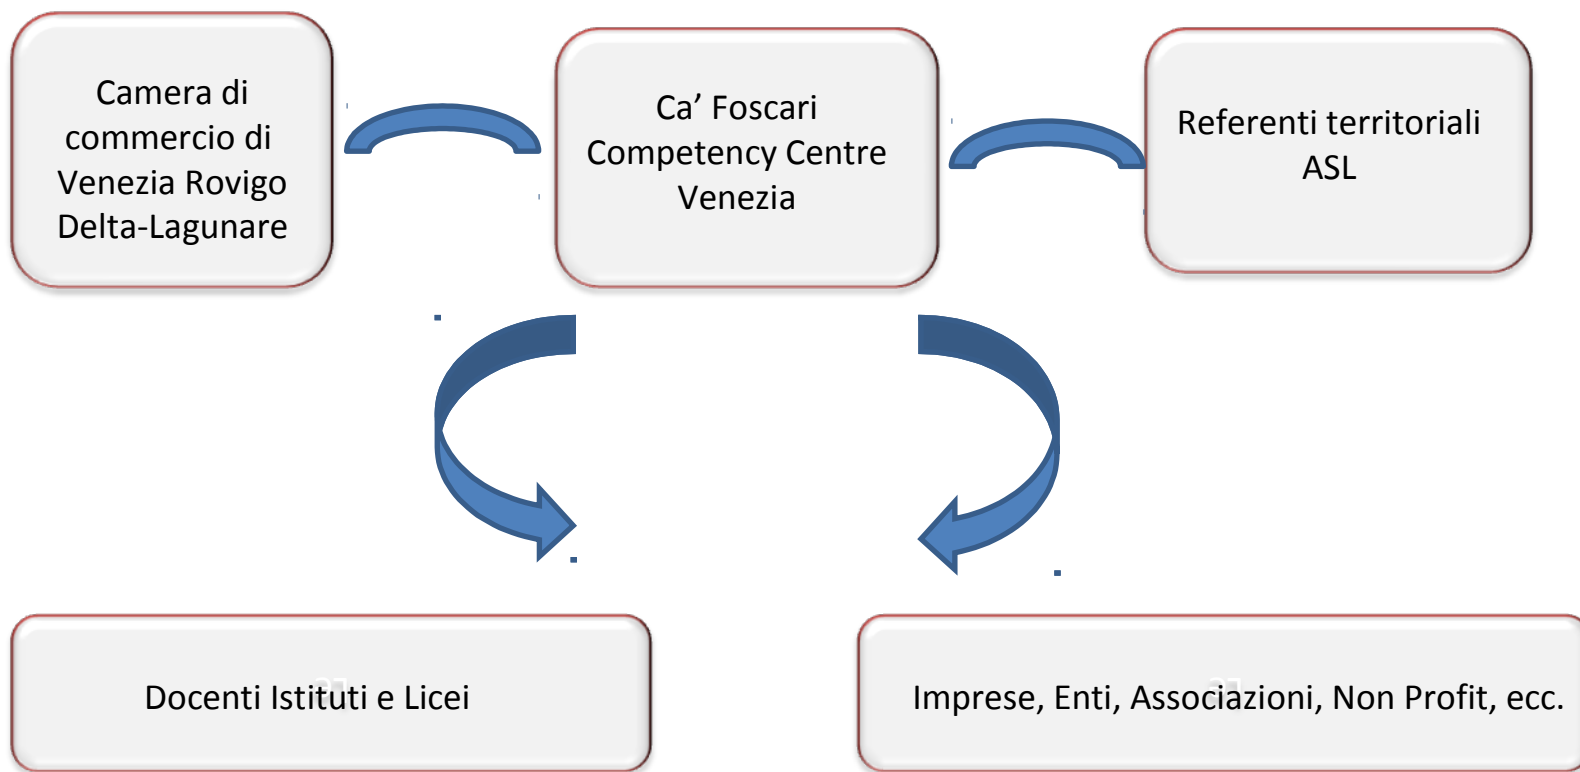 Camera di
commercio di
Venezia Rovigo
Delta-Lagunare
Ca’ Foscari
Competency Centre
Venezia
Referenti territoriali
ASL
Docenti Istituti e Licei
Imprese, Enti, Associazioni, Non Profit, ecc.